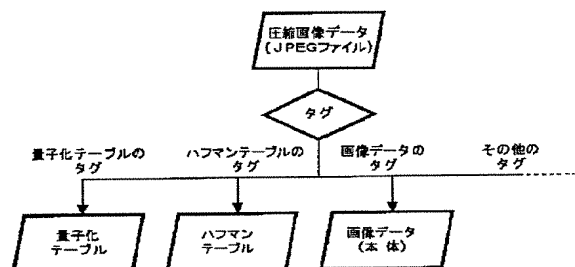 圧縮画像データ
(JPEGファイル)
タグ
量子化テーブルの
タグ
ハフマンテーブルの
タグ
画像データの
タグ
その他の
タグ
量子化
テーブル
ハフマン
テーブル
画像データ
(本 体)